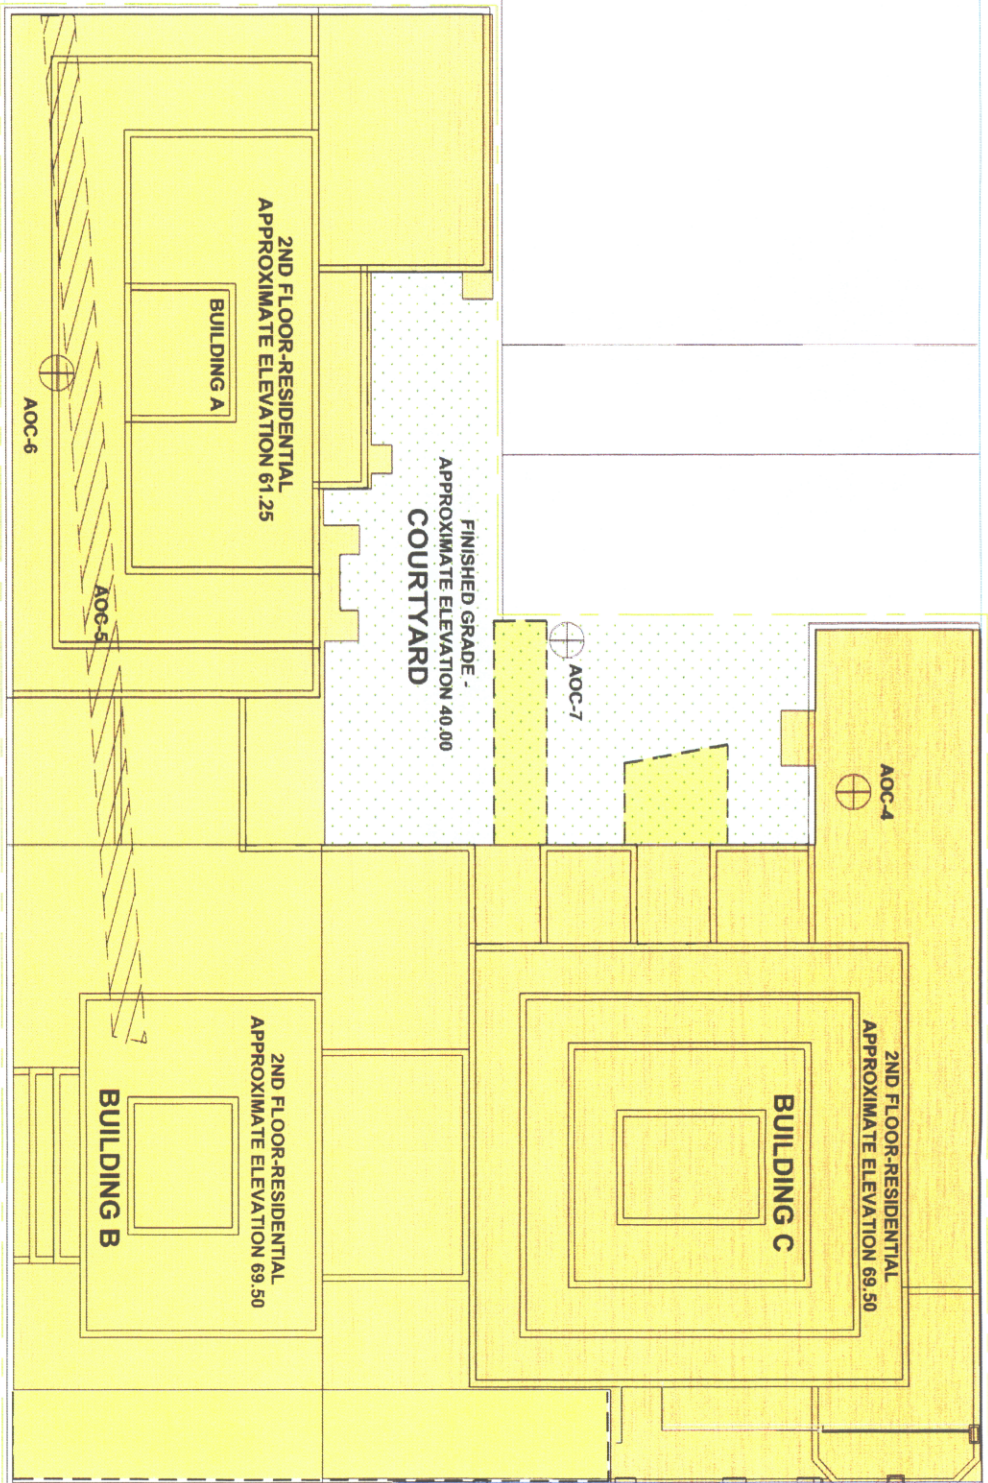 2ND FLOOR-RESIDENTIAL
APPROXIMATE ELEVATION 61.25
BUILDING A
AOC-6
AOC-5
FINISHED GRADE -
APPROXIMATE ELEVATION 40.00
COURTYARD
AOC-7
AOC-4
2ND FLOOR-RESIDENTIAL
APPROXIMATE ELEVATION 69.50
BUILDING C
2ND FLOOR-RESIDENTIAL
APPROXIMATE ELEVATION 69.50
BUILDING B